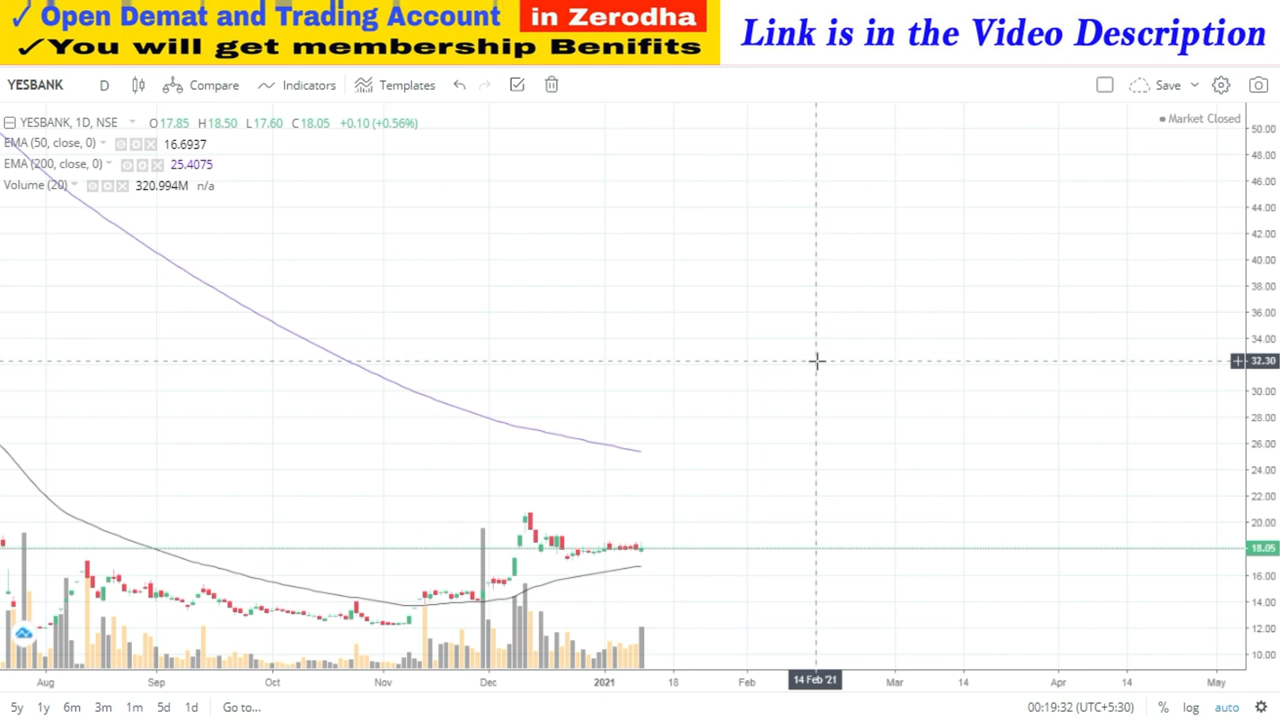 ✓ Open Demat and Trading Account in Zerodha
✓You will get membership Benifits
Link is in the Video Description
YESBANK D Compare Indicators Templates Save
YESBANK, 1D, NSE O17.85 H18.50 L17.60 C18.05 +0.10 (+0.56%)
Market Closed
EMA (50, close, 0) 16.6937
EMA (200, close, 0) 25.4075
Volume (20) 320.994M n/a
50.00
48.00
46.00
44.00
42.00
40.00
38.00
36.00
34.00
32.30
30.00
28.00
26.00
24.00
22.00
20.00
18.05
16.00
14.00
12.00
10.00
Aug Sep Oct Nov Dec 2021 18 Feb 14 Feb '21 Mar 14 Apr 14 May
5y 1y 6m 3m 1m 5d 1d Go to... 00:19:32 (UTC+5:30) % log auto